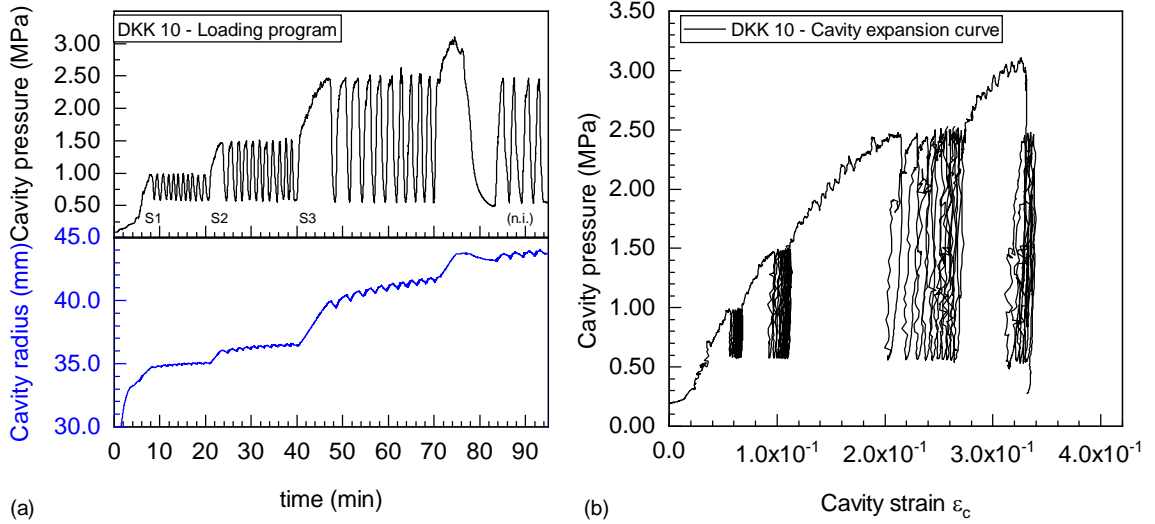 DKK 10 - Loading program
Cavity pressure (MPa)
3.00
2.50
2.00
1.50
1.00
0.50
S1
S2
S3
(n.i.)
Cavity radius (mm)
45.0
40.0
35.0
30.0
0 10 20 30 40 50 60 70 80 90
time (min)
(a)
DKK 10 - Cavity expansion curve
Cavity pressure (MPa)
3.50
3.00
2.50
2.00
1.50
1.00
0.50
0.00
0.0 1.0x10⁻¹ 2.0x10⁻¹ 3.0x10⁻¹ 4.0x10⁻¹
Cavity strain ε_c
(b)